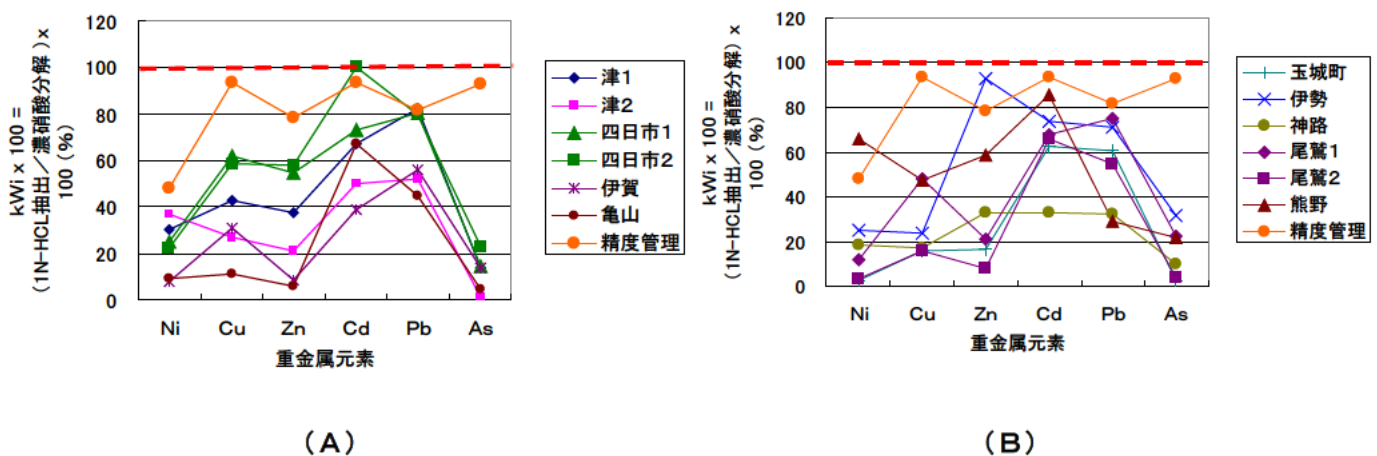 kWi x 100 =
(1N-HCL抽出/濃硝酸分解)x
100(%)
120
100
80
60
40
20
0
Ni Cu Zn Cd Pb As
重金属元素
津1
津2
四日市1
四日市2
伊賀
亀山
精度管理
(A)
kWi x 100 =
(1N-HCL抽出/濃硝酸分解)x
100(%)
120
100
80
60
40
20
0
Ni Cu Zn Cd Pb As
重金属元素
玉城町
伊勢
神路
尾鷲1
尾鷲2
熊野
精度管理
(B)